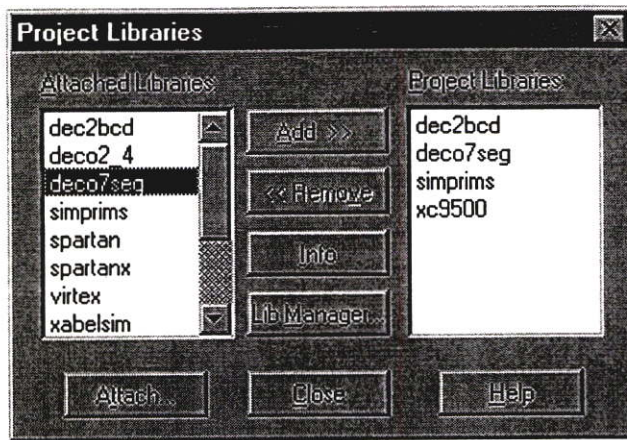 Project Libraries
Attached Libraries:
dec2bcd
deco2_4
deco7seg
simprims
spartan
spartanx
virtex
xabelsim
Add >>
<< Remove
Info
Lib Manager...
Project Libraries:
dec2bcd
deco7seg
simprims
xc9500
Attach...
Close
Help